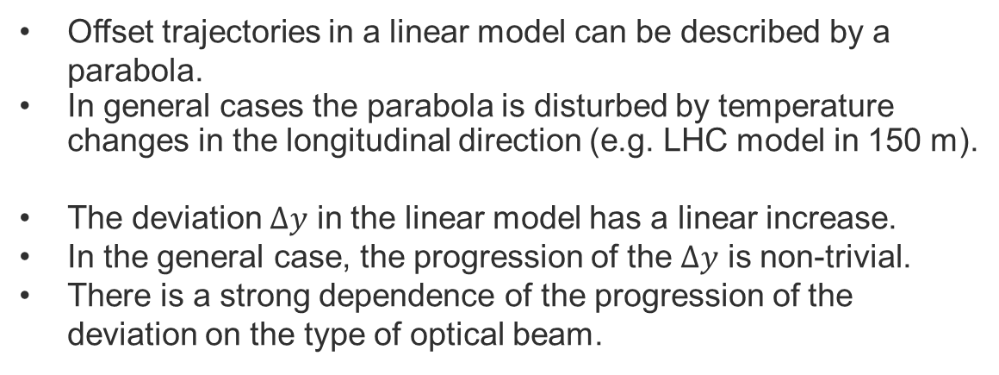 • Offset trajectories in a linear model can be described by a
parabola.
• In general cases the parabola is disturbed by temperature
changes in the longitudinal direction (e.g. LHC model in 150 m).
• The deviation Δ𝑦 in the linear model has a linear increase.
• In the general case, the progression of the Δ𝑦 is non-trivial.
• There is a strong dependence of the progression of the
deviation on the type of optical beam.